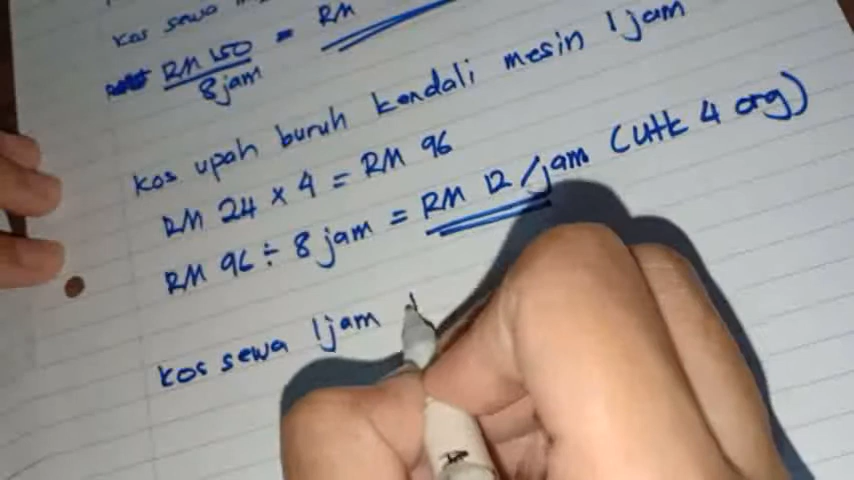 kos sewa
RM 150 = RM
8 jam
kos upah buruh kendali mesin 1 jam
RM 24 × 4 = RM 96
RM 96 ÷ 8 jam = RM 12 / jam (utk 4 org)
kos sewa 1 jam